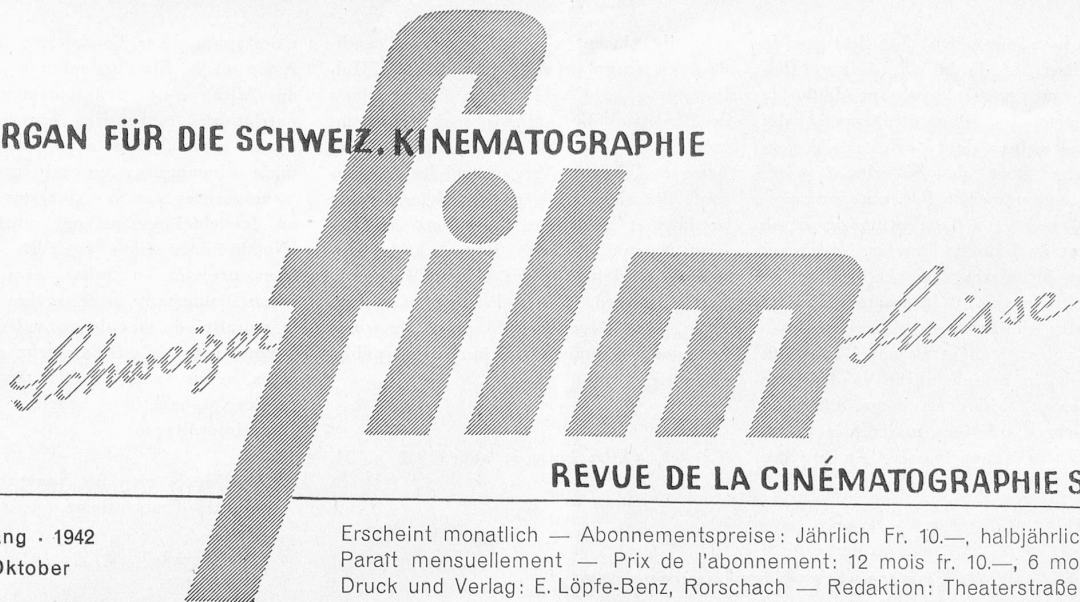 RGAN FÜR DIE SCHWEIZ. KINEMATOGRAPHIE
Schweizer film Suisse
REVUE DE LA CINÉMATOGRAPHIE S
ang · 1942
Oktober
Erscheint monatlich — Abonnementspreise: Jährlich Fr. 10.—, halbjährlic
Paraît mensuellement — Prix de l'abonnement: 12 mois fr. 10.—, 6 mo
Druck und Verlag: E. Löpfe-Benz, Rorschach — Redaktion: Theaterstraße